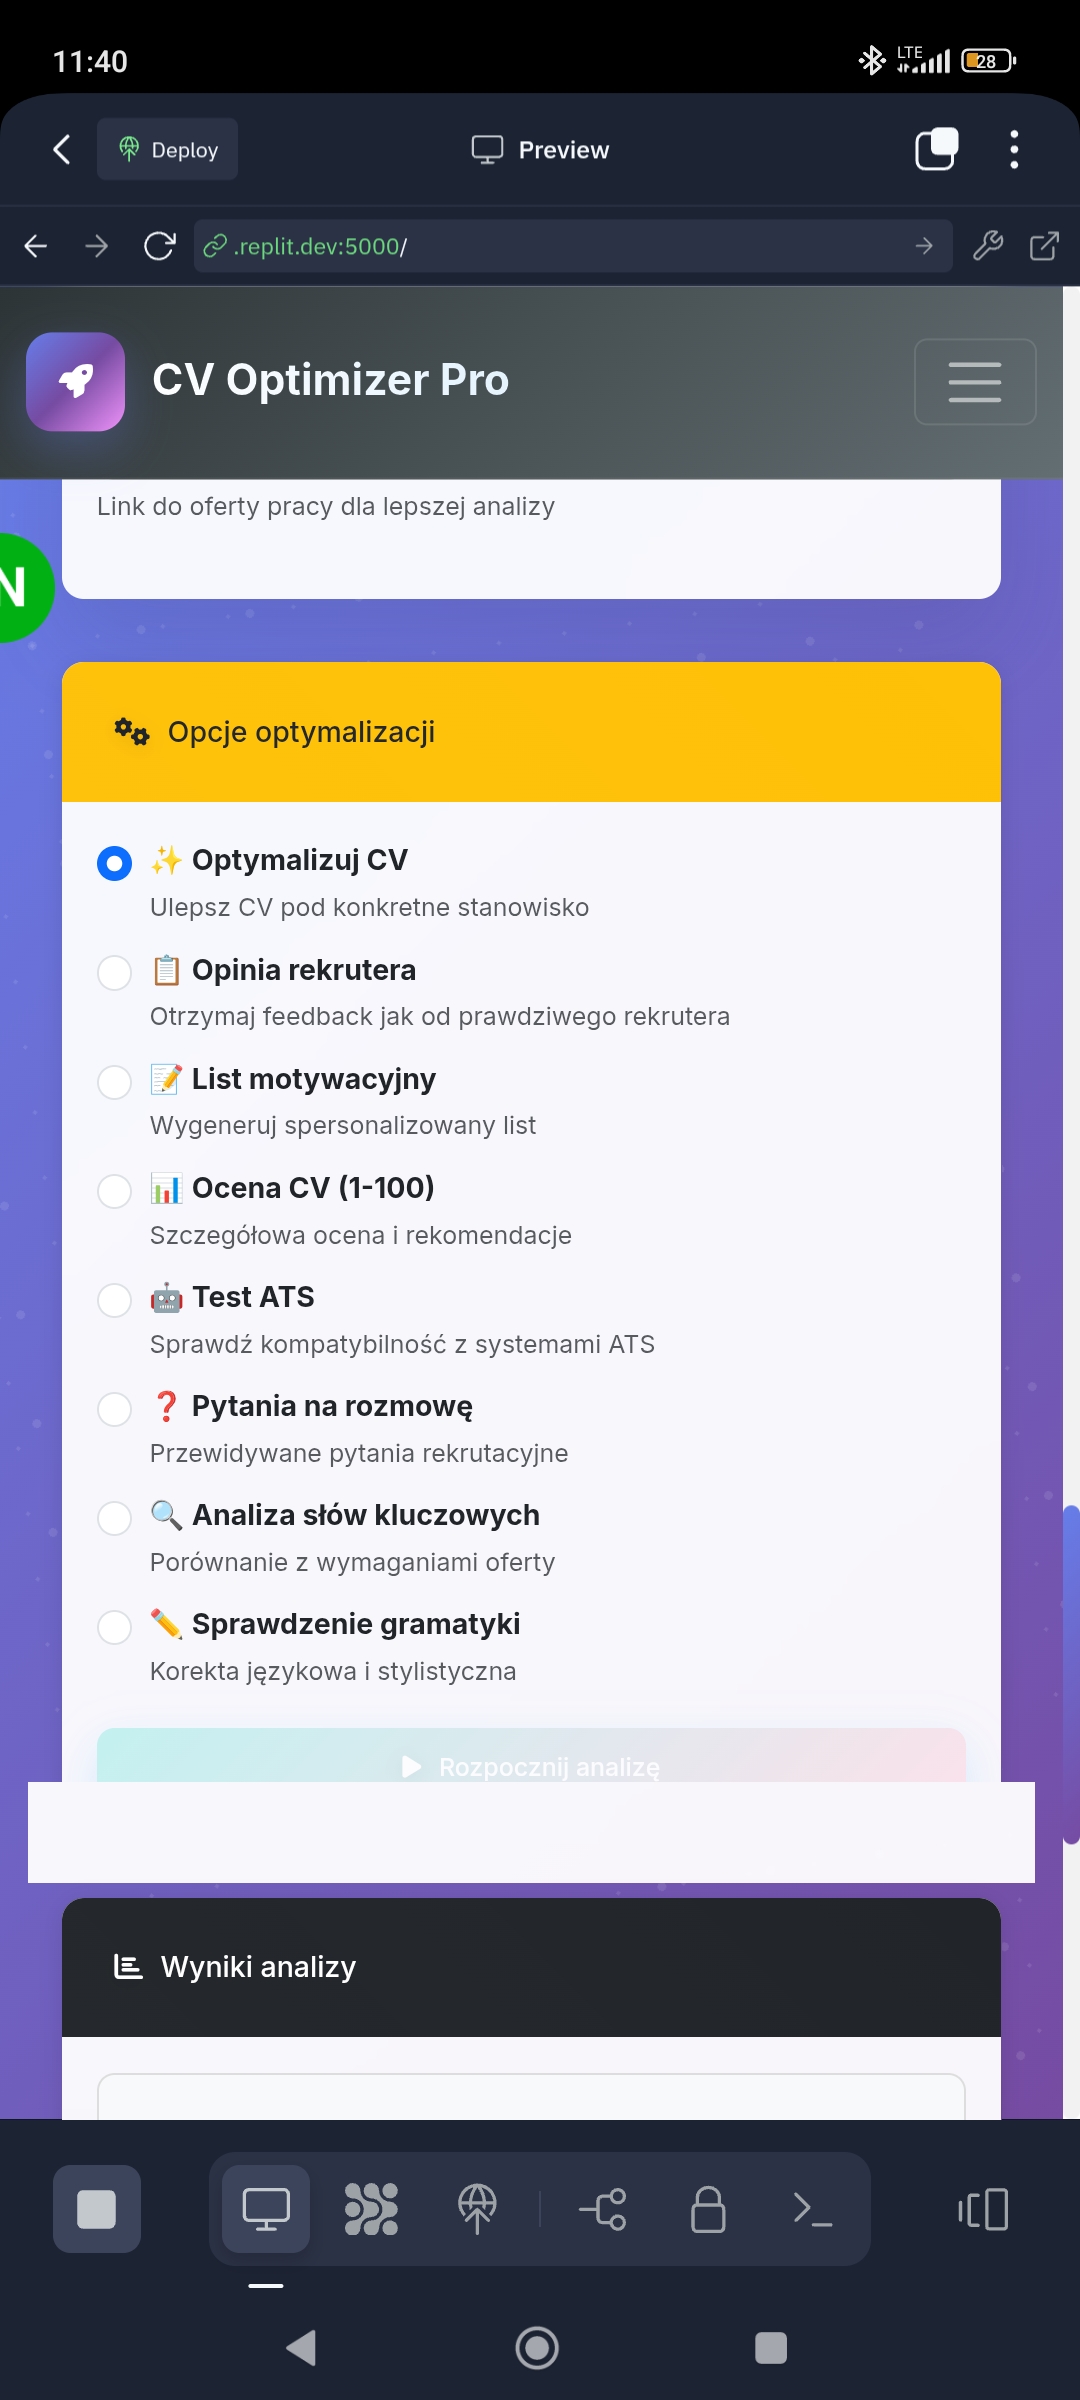 11:40
LTE
28
Deploy
Preview
.replit.dev:5000/
CV Optimizer Pro
Link do oferty pracy dla lepszej analizy
N
Opcje optymalizacji
✨ Optymalizuj CV
Ulepsz CV pod konkretne stanowisko
📋 Opinia rekrutera
Otrzymaj feedback jak od prawdziwego rekrutera
📝 List motywacyjny
Wygeneruj spersonalizowany list
📊 Ocena CV (1-100)
Szczegółowa ocena i rekomendacje
🤖 Test ATS
Sprawdź kompatybilność z systemami ATS
❓ Pytania na rozmowę
Przewidywane pytania rekrutacyjne
🔍 Analiza słów kluczowych
Porównanie z wymaganiami oferty
✏️ Sprawdzenie gramatyki
Korekta językowa i stylistyczna
Rozpocznij analizę
Wyniki analizy